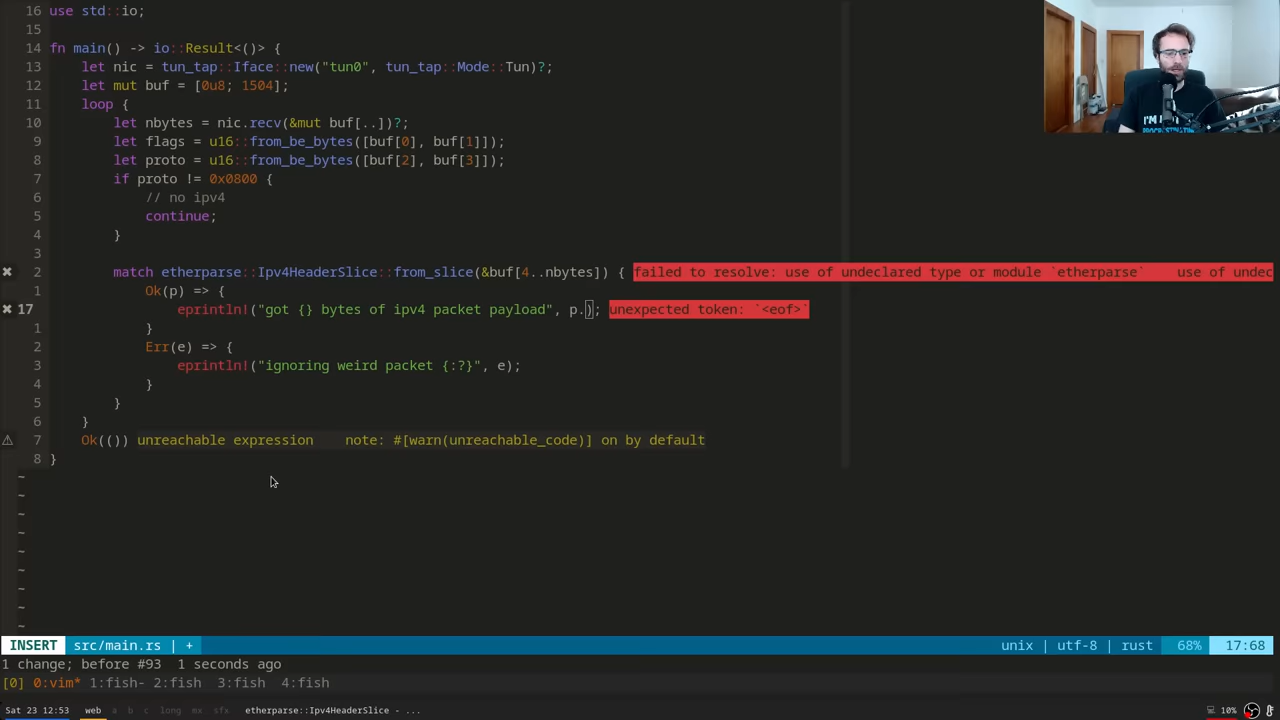 16 use std::io;
15
14 fn main() -> io::Result<()> {
13     let nic = tun_tap::Iface::new("tun0", tun_tap::Mode::Tun)?;
12     let mut buf = [0u8; 1504];
11     loop {
10         let nbytes = nic.recv(&mut buf[..])?;
9         let flags = u16::from_be_bytes([buf[0], buf[1]]);
8         let proto = u16::from_be_bytes([buf[2], buf[3]]);
7         if proto != 0x0800 {
6             // no ipv4
5             continue;
4         }
3
✖ 2         match etherparse::Ipv4HeaderSlice::from_slice(&buf[4..nbytes]) { failed to resolve: use of undeclared type or module `etherparse`    use of undec
1             Ok(p) => {
✖ 17                 eprintln!("got {} bytes of ipv4 packet payload", p.); unexpected token: `<eof>`
1             }
2             Err(e) => {
3                 eprintln!("ignoring weird packet {:?}", e);
4             }
5         }
6     }
⚠ 7     Ok(()) unreachable expression    note: #[warn(unreachable_code)] on by default
8 }
~
~
~
~
~
~
~
~
~
INSERT src/main.rs | + unix | utf-8 | rust 68% 17:68
1 change; before #93  1 seconds ago
[0] 0:vim* 1:fish- 2:fish  3:fish  4:fish
Sat 23 12:53 web a b c long mx sfx etherparse::Ipv4HeaderSlice - ... 10%